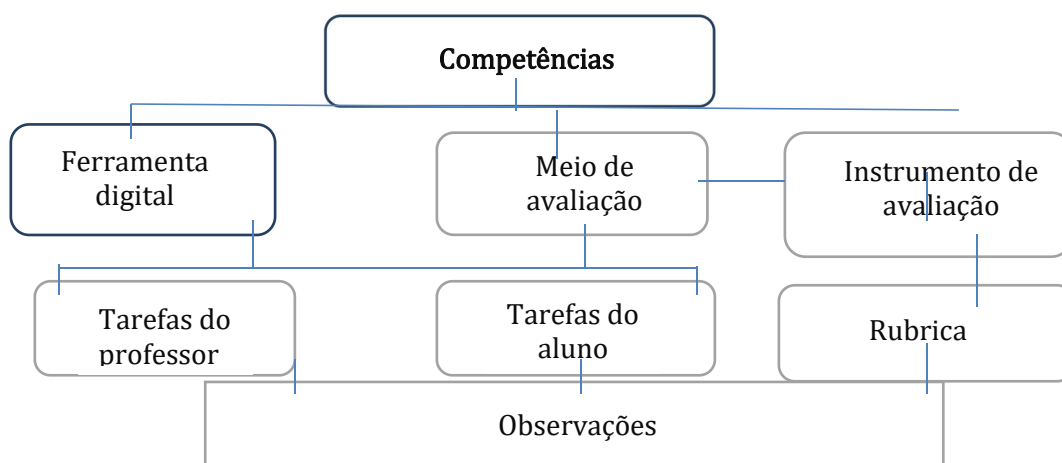 Competências
Ferramenta
digital
Meio de
avaliação
Instrumento de
avaliação
Tarefas do
professor
Tarefas do
aluno
Rubrica
Observações